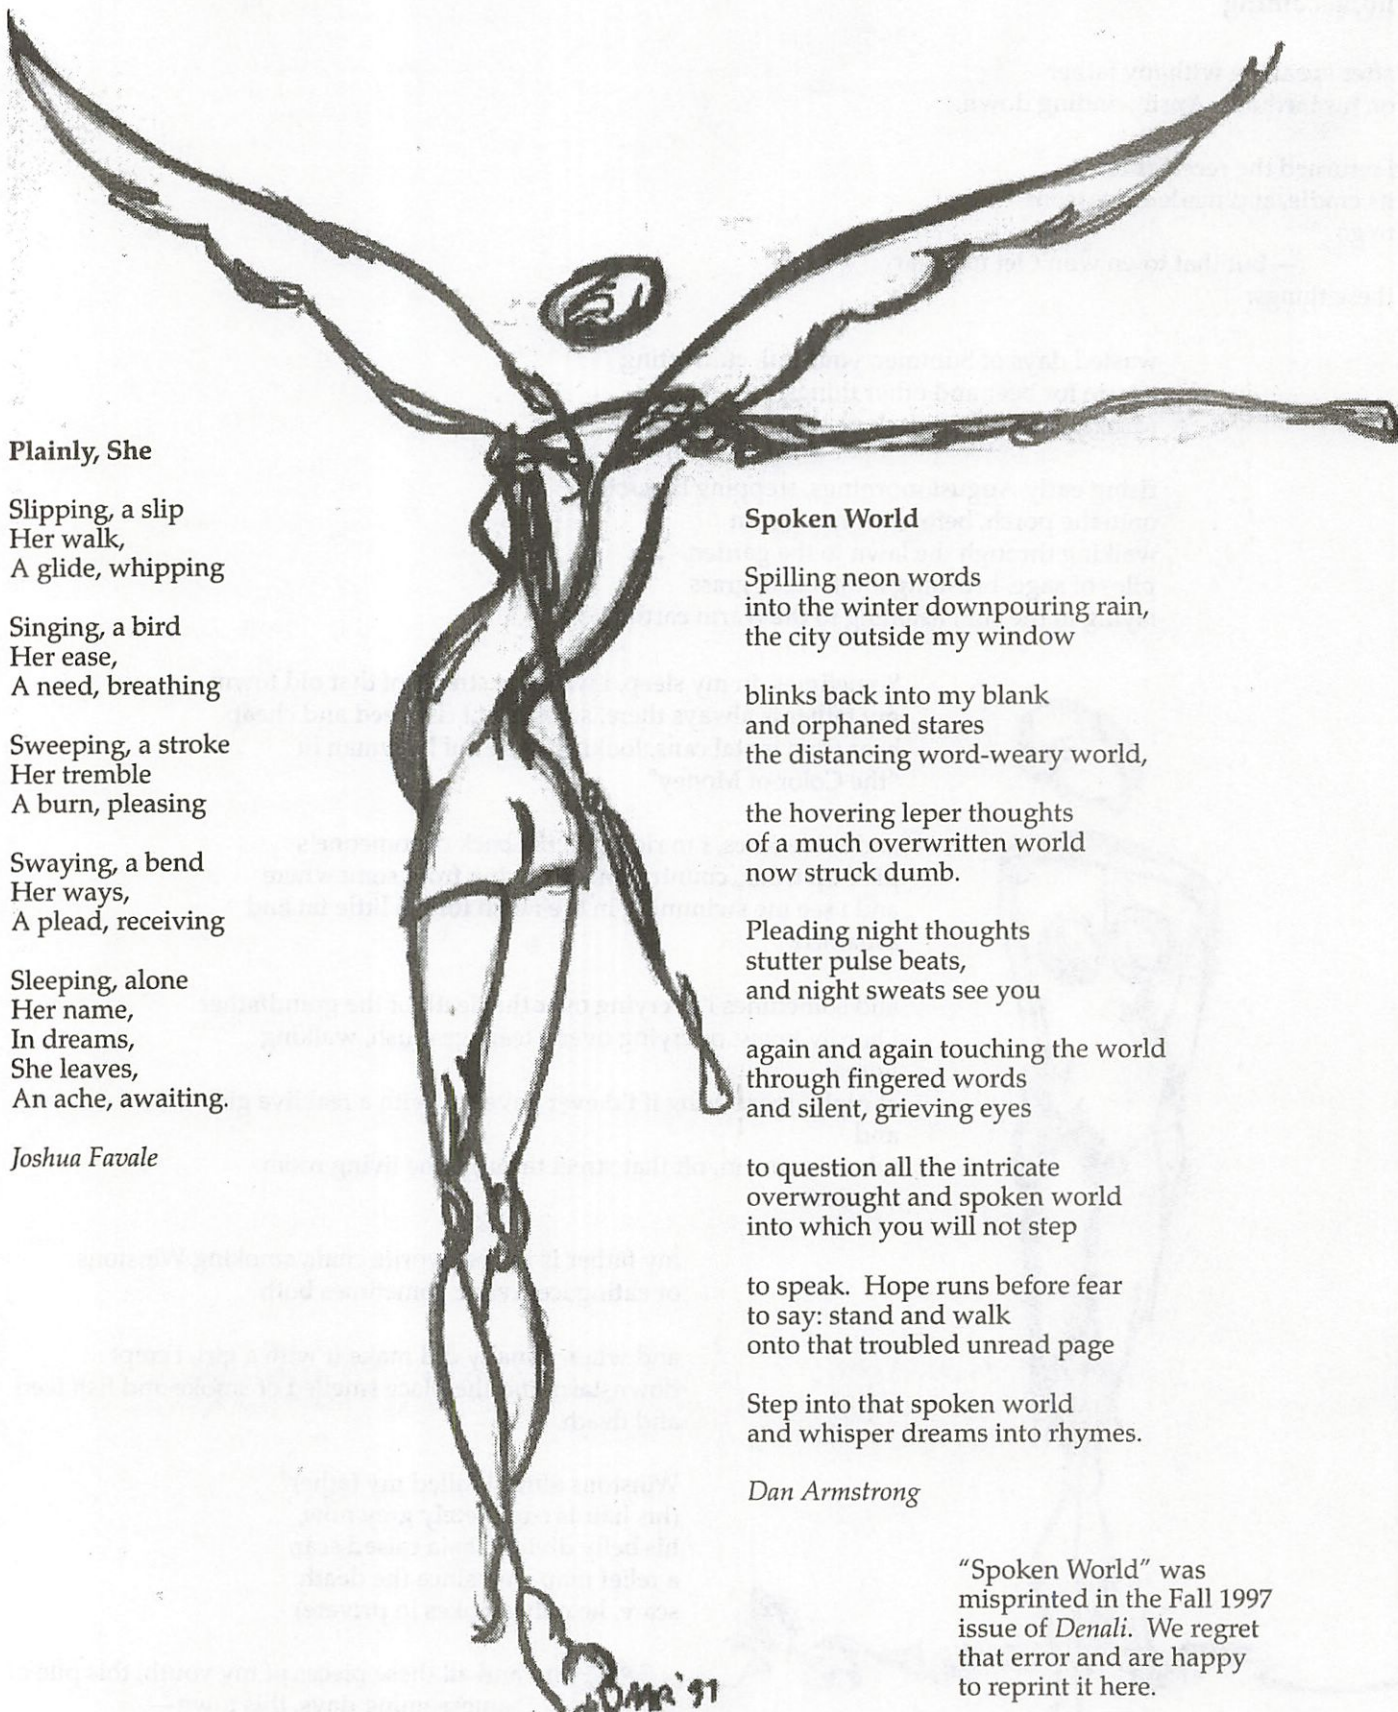 Plainly, She
Slipping, a slip
Her walk,
A glide, whipping
Singing, a bird
Her ease,
A need, breathing
Sweeping, a stroke
Her tremble
A burn, pleasing
Swaying, a bend
Her ways,
A plead, receiving
Sleeping, alone
Her name,
In dreams,
She leaves,
An ache, awaiting.
Joshua Favale
Spoken World
Spilling neon words
into the winter downpouring rain,
the city outside my window
blinks back into my blank
and orphaned stares
the distancing word-weary world,
the hovering leper thoughts
of a much overwritten world
now struck dumb.
Pleading night thoughts
stutter pulse beats,
and night sweats see you
again and again touching the world
through fingered words
and silent, grieving eyes
to question all the intricate
overwrought and spoken world
into which you will not step
to speak.  Hope runs before fear
to say: stand and walk
onto that troubled unread page
Step into that spoken world
and whisper dreams into rhymes.
Dan Armstrong
"Spoken World" was
misprinted in the Fall 1997
issue of Denali.  We regret
that error and are happy
to reprint it here.
'97